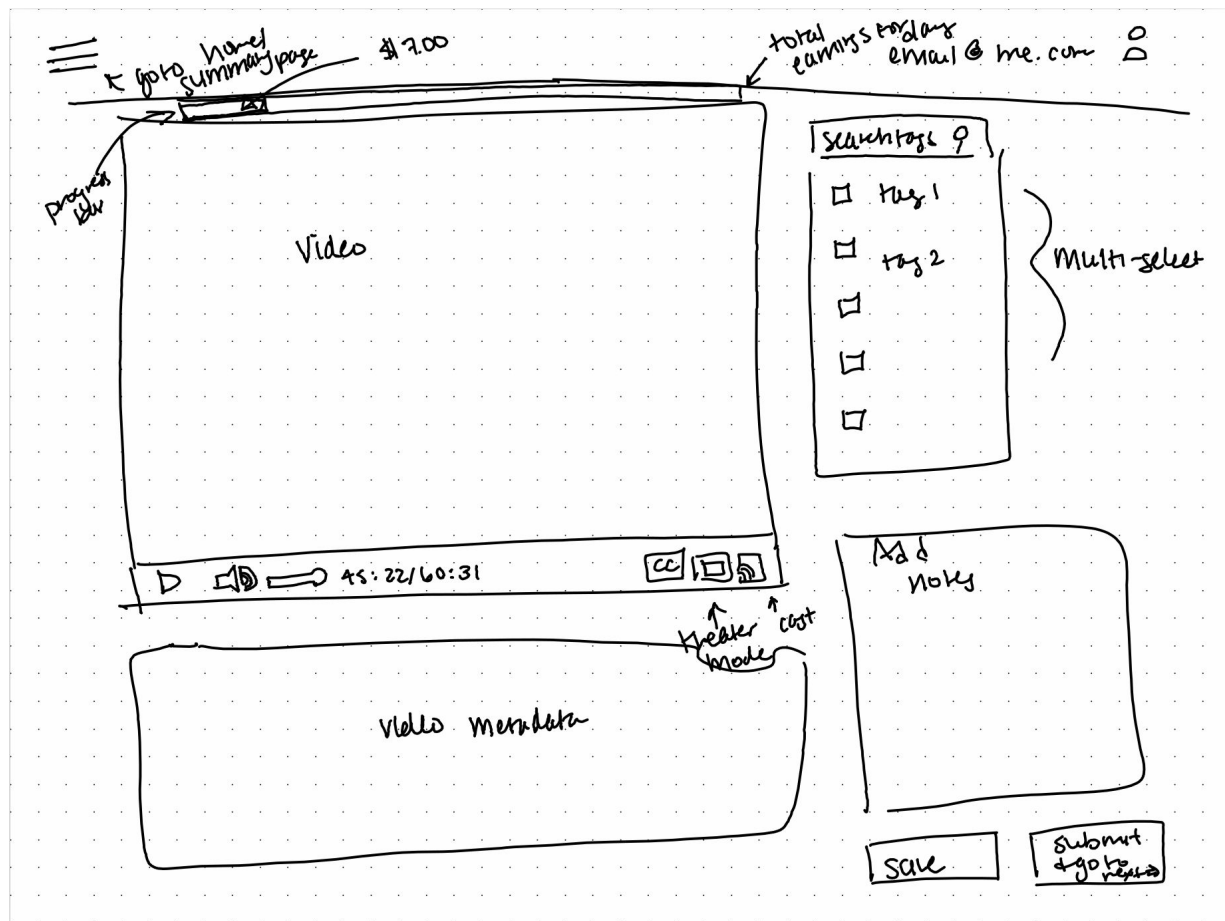 go to home/
summary page
$7.00
total
earnings for day
email@me.com
progress
bar
search tags
tag 1
tag 2
Multi-select
Video
45:22/60:31
CC
theater
mode
cast
video metadata
Add
notes
save
submit
& go to
next →